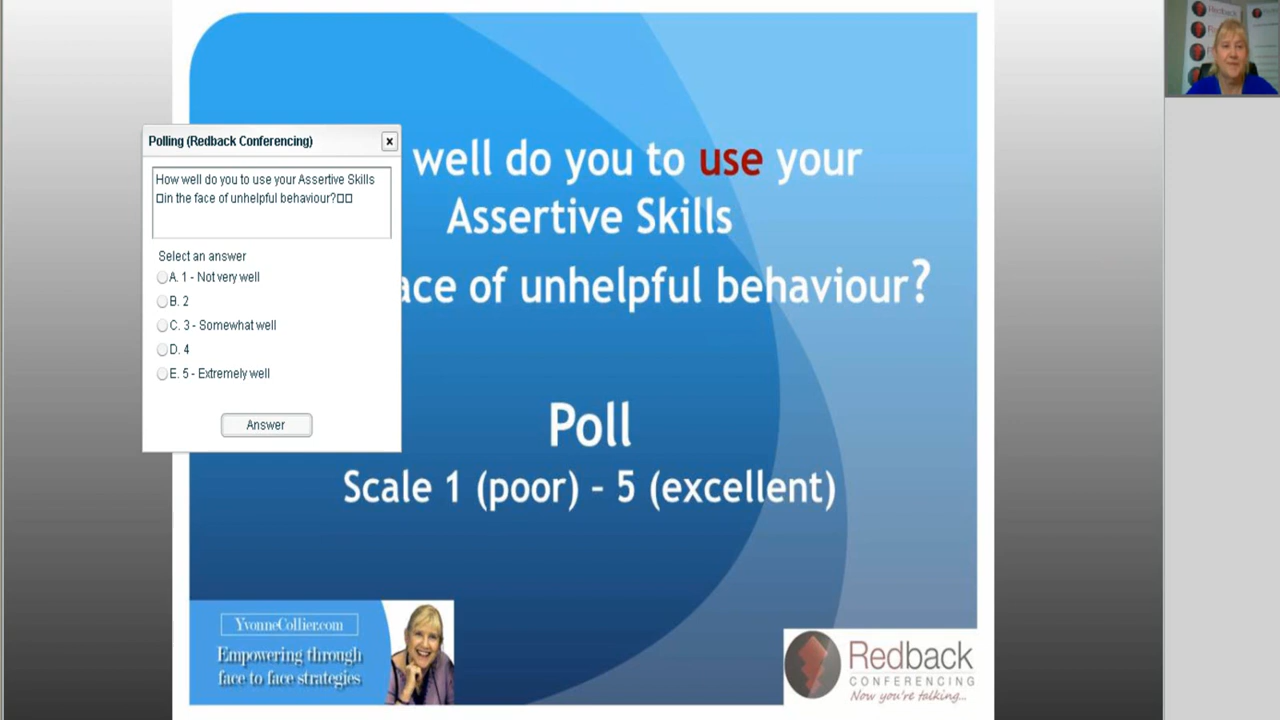 Polling (Redback Conferencing)
How well do you to use your Assertive Skills
□in the face of unhelpful behaviour?□□
Select an answer
A. 1 - Not very well
B. 2
C. 3 - Somewhat well
D. 4
E. 5 - Extremely well
Answer
well do you to use your
Assertive Skills
ace of unhelpful behaviour?
Poll
Scale 1 (poor) – 5 (excellent)
YvonneCollier.com
Empowering through
face to face strategies
Redback
CONFERENCING
Now you're talking...
Redback